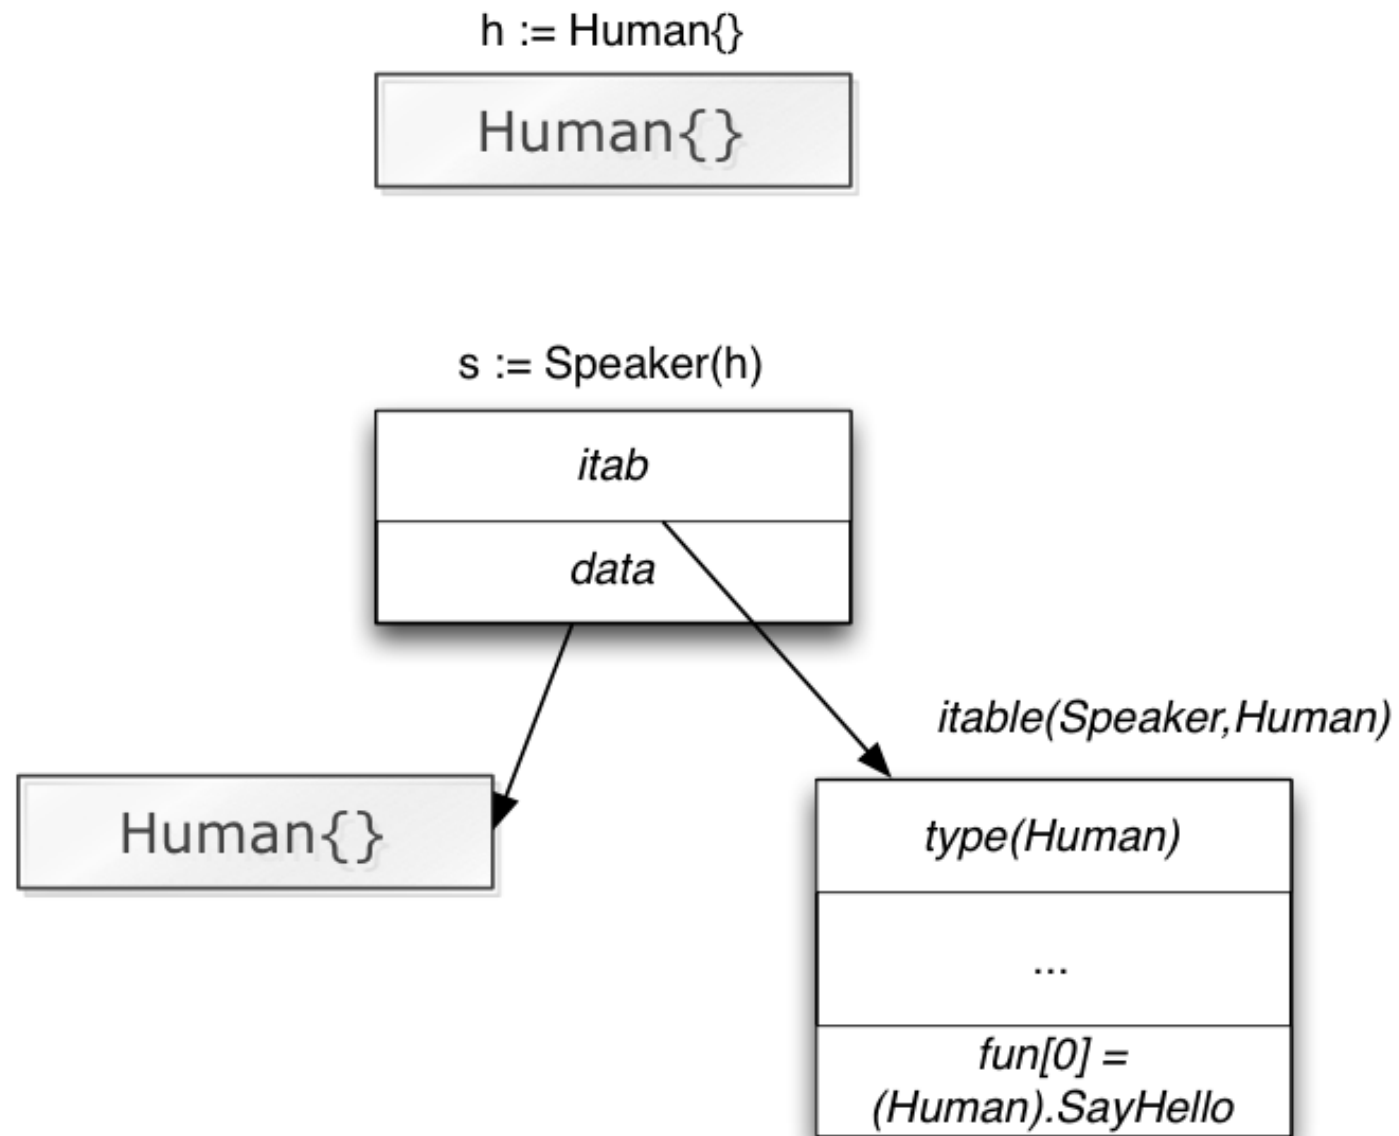 h := Human{}
Human{}
s := Speaker(h)
itab
data
itable(Speaker,Human)
Human{}
type(Human)
...
fun[0] =
(Human).SayHello